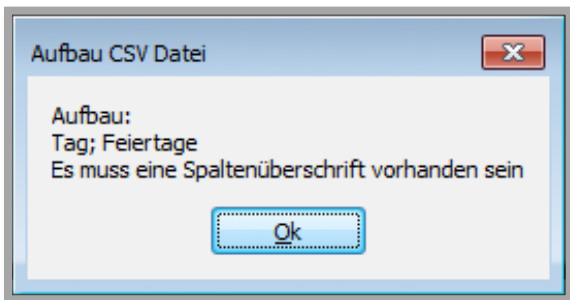 Aufbau CSV Datei
Aufbau:
Tag; Feiertage
Es muss eine Spaltenüberschrift vorhanden sein
Ok